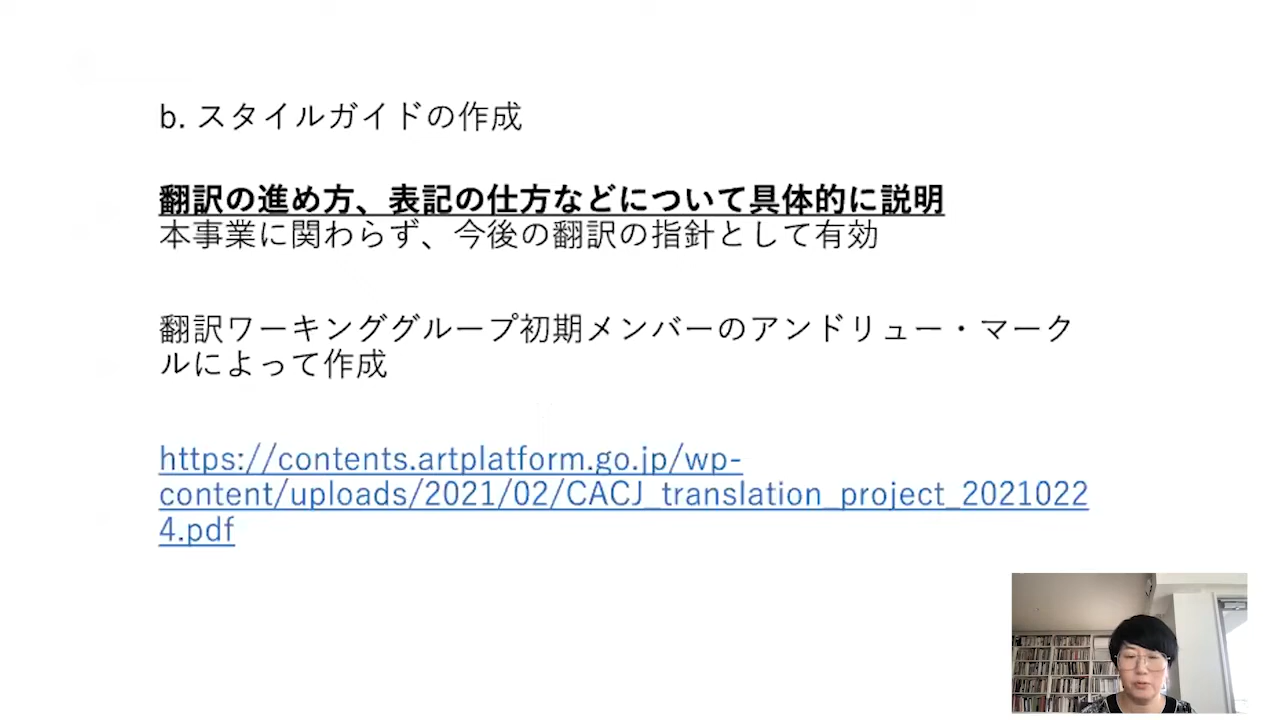 b. スタイルガイドの作成
翻訳の進め方、表記の仕方などについて具体的に説明
本事業に関わらず、今後の翻訳の指針として有効
翻訳ワーキンググループ初期メンバーのアンドリュー・マーク
ルによって作成
https://contents.artplatform.go.jp/wp-
content/uploads/2021/02/CACJ_translation_project_2021022
4.pdf